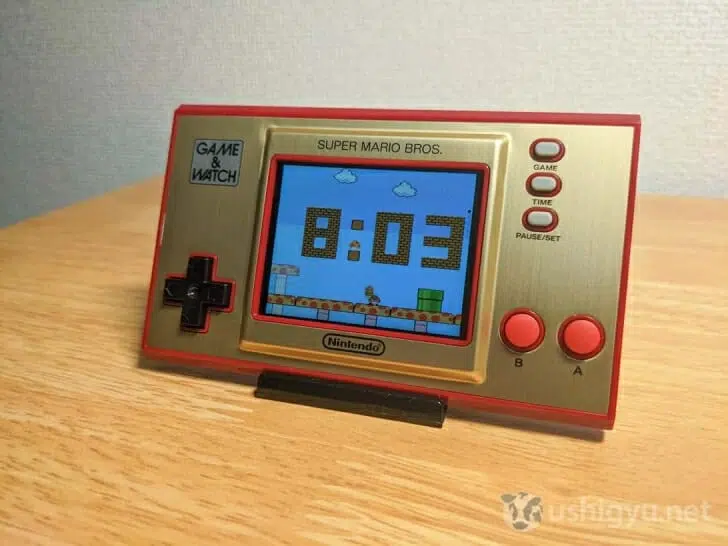 GAME
&
WATCH
SUPER MARIO BROS.
8:03
GAME
TIME
PAUSE/SET
Nintendo
B
A
ushigyu.net